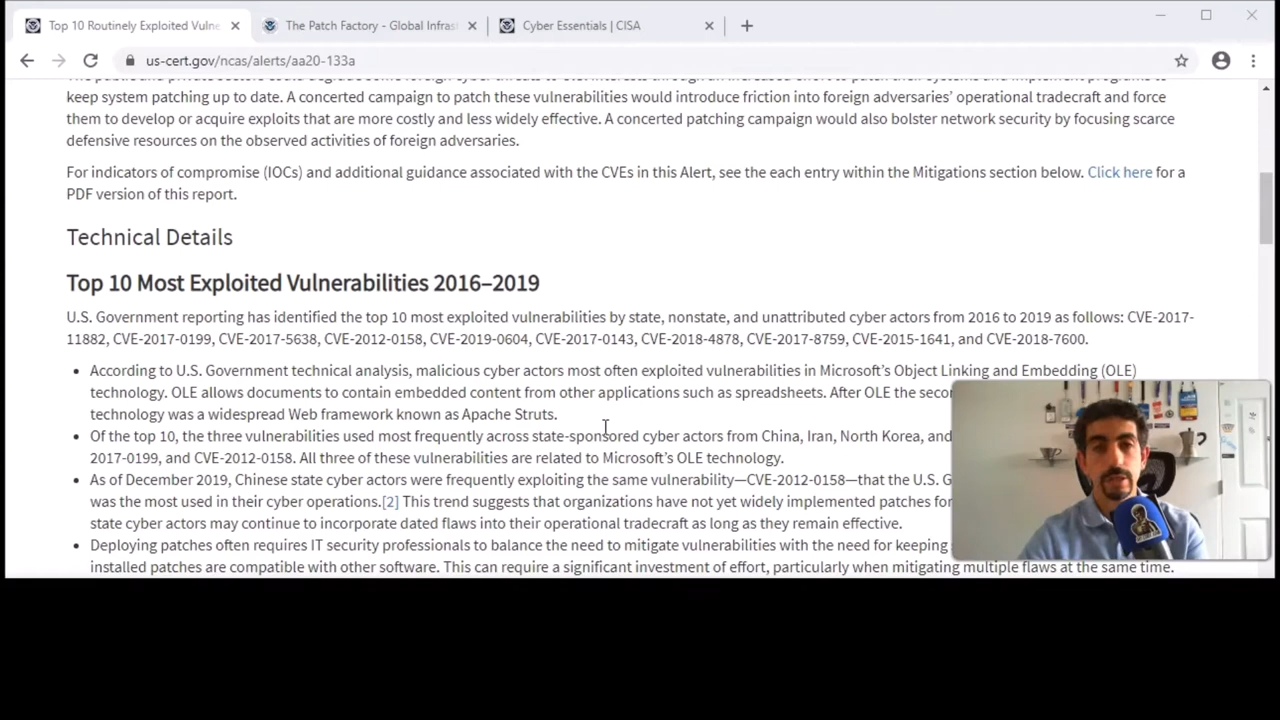 Top 10 Routinely Exploited Vulne
The Patch Factory - Global Infras
Cyber Essentials | CISA
us-cert.gov/ncas/alerts/aa20-133a
keep system patching up to date. A concerted campaign to patch these vulnerabilities would introduce friction into foreign adversaries' operational tradecraft and force
them to develop or acquire exploits that are more costly and less widely effective. A concerted patching campaign would also bolster network security by focusing scarce
defensive resources on the observed activities of foreign adversaries.
For indicators of compromise (IOCs) and additional guidance associated with the CVEs in this Alert, see the each entry within the Mitigations section below. Click here for a
PDF version of this report.
Technical Details
Top 10 Most Exploited Vulnerabilities 2016–2019
U.S. Government reporting has identified the top 10 most exploited vulnerabilities by state, nonstate, and unattributed cyber actors from 2016 to 2019 as follows: CVE-2017-
11882, CVE-2017-0199, CVE-2017-5638, CVE-2012-0158, CVE-2019-0604, CVE-2017-0143, CVE-2018-4878, CVE-2017-8759, CVE-2015-1641, and CVE-2018-7600.
• According to U.S. Government technical analysis, malicious cyber actors most often exploited vulnerabilities in Microsoft's Object Linking and Embedding (OLE)
technology. OLE allows documents to contain embedded content from other applications such as spreadsheets. After OLE the secor
technology was a widespread Web framework known as Apache Struts.
• Of the top 10, the three vulnerabilities used most frequently across state-sponsored cyber actors from China, Iran, North Korea, and
2017-0199, and CVE-2012-0158. All three of these vulnerabilities are related to Microsoft's OLE technology.
• As of December 2019, Chinese state cyber actors were frequently exploiting the same vulnerability—CVE-2012-0158—that the U.S. G
was the most used in their cyber operations.[2] This trend suggests that organizations have not yet widely implemented patches for
state cyber actors may continue to incorporate dated flaws into their operational tradecraft as long as they remain effective.
• Deploying patches often requires IT security professionals to balance the need to mitigate vulnerabilities with the need for keeping
installed patches are compatible with other software. This can require a significant investment of effort, particularly when mitigating multiple flaws at the same time.